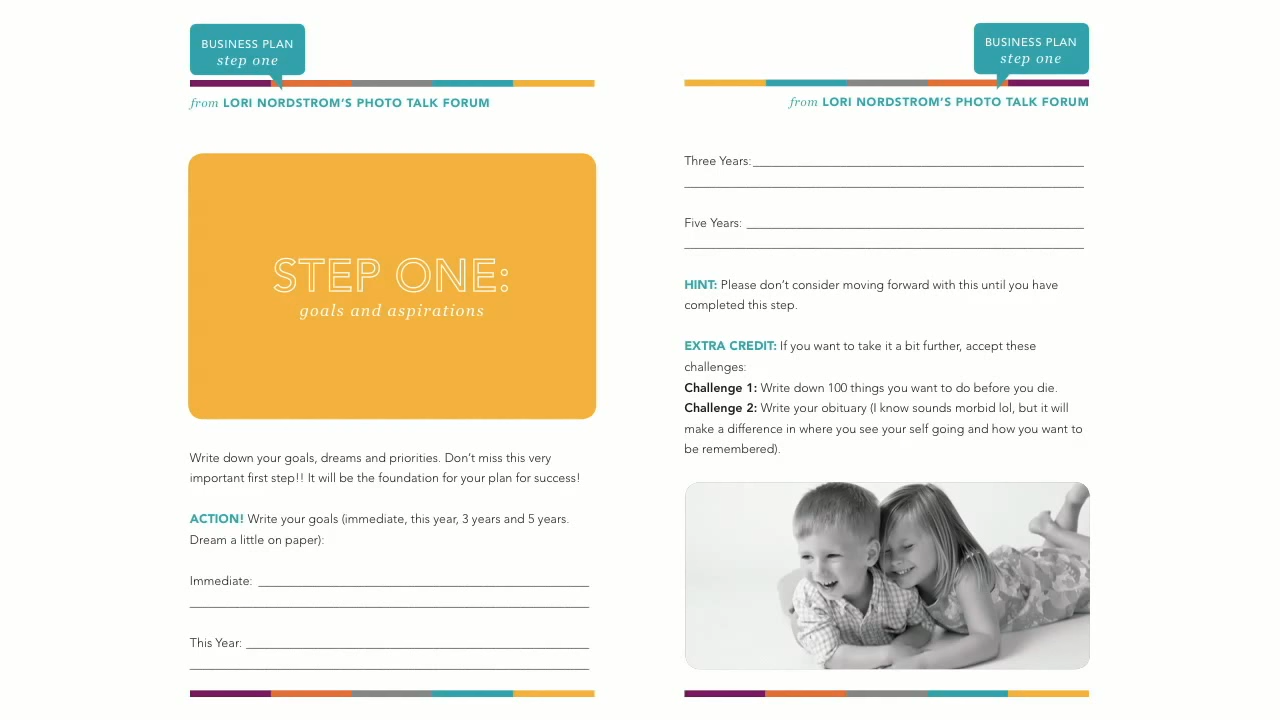 BUSINESS PLAN
step one
from LORI NORDSTROM'S PHOTO TALK FORUM
STEP ONE:
goals and aspirations
Write down your goals, dreams and priorities. Don't miss this very
important first step!! It will be the foundation for your plan for success!
ACTION! Write your goals (immediate, this year, 3 years and 5 years.
Dream a little on paper):
Immediate:
This Year:
BUSINESS PLAN
step one
from LORI NORDSTROM'S PHOTO TALK FORUM
Three Years:
Five Years:
HINT: Please don't consider moving forward with this until you have
completed this step.
EXTRA CREDIT: If you want to take it a bit further, accept these
challenges:
Challenge 1: Write down 100 things you want to do before you die.
Challenge 2: Write your obituary (I know sounds morbid lol, but it will
make a difference in where you see your self going and how you want to
be remembered).